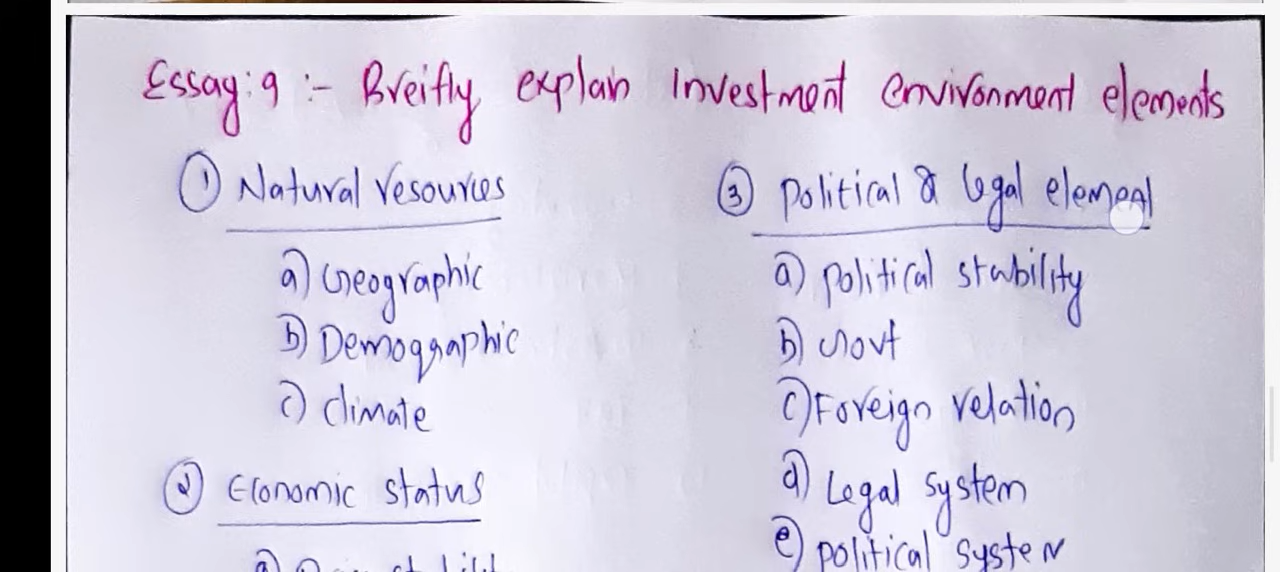 Essay:9 :- Breifly explain Investment environment elements
① Natural resources
a) Geographic
b) Demographic
c) climate
② Economic status
③ political & legal element
a) political stability
b) Govt
c) Foreign relation
d) Legal system
e) political system